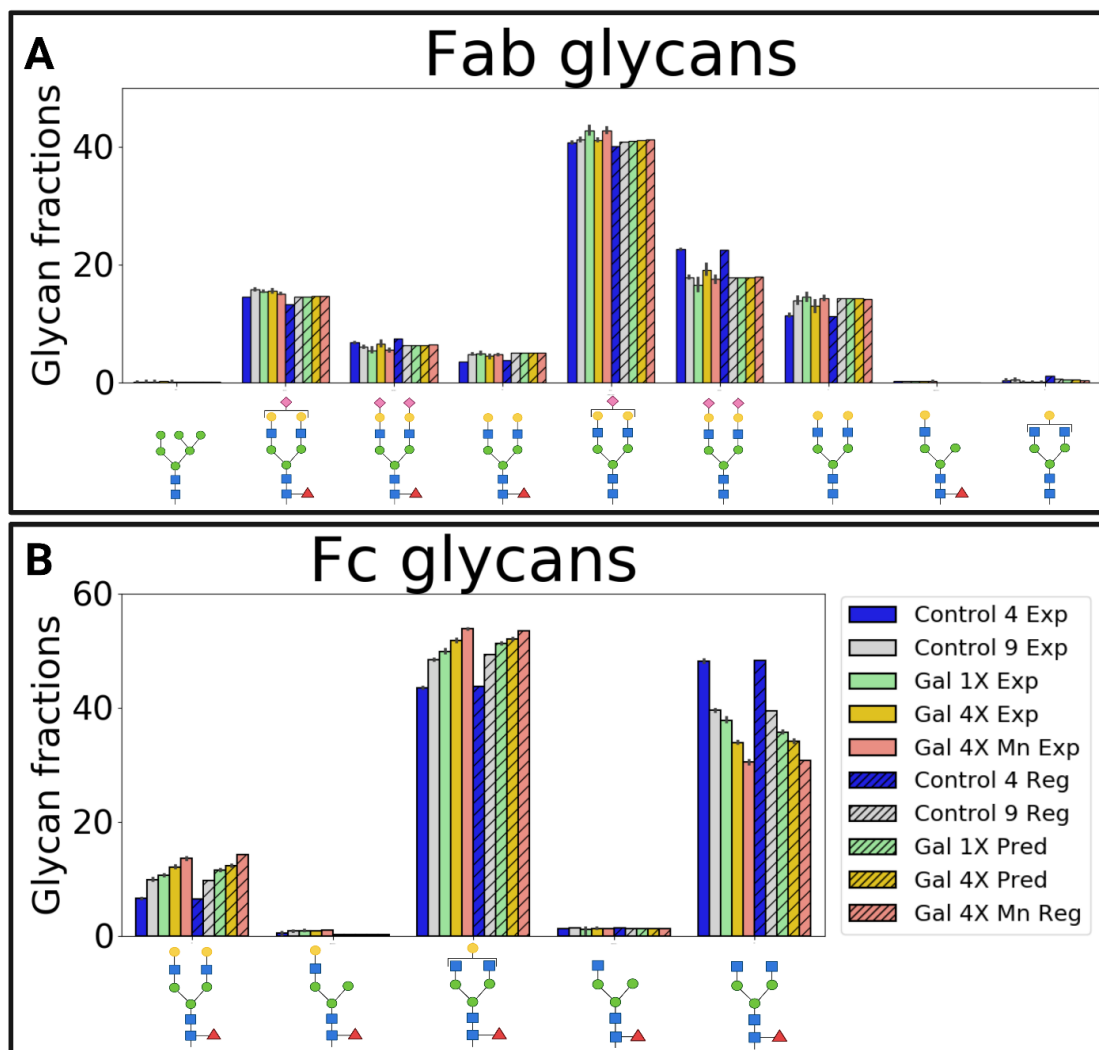 A
Fab glycans
Glycan fractions
40
20
0
B
Fc glycans
Glycan fractions
60
40
20
0
Control 4 Exp
Control 9 Exp
Gal 1X Exp
Gal 4X Exp
Gal 4X Mn Exp
Control 4 Reg
Control 9 Reg
Gal 1X Pred
Gal 4X Pred
Gal 4X Mn Reg